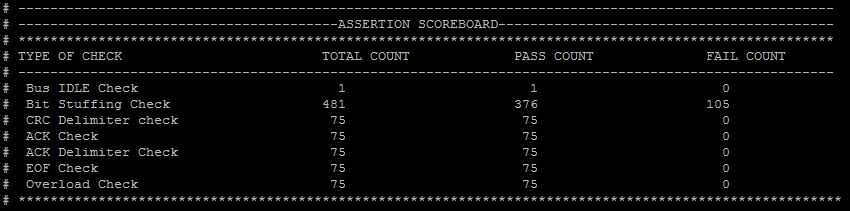 # ------------------------------------------------------------------------------------------------------
# ----------------------------------------ASSERTION SCOREBOARD------------------------------------------
# ******************************************************************************************************
# TYPE OF CHECK                         TOTAL COUNT             PASS COUNT              FAIL COUNT
# ------------------------------------------------------------------------------------------------------
#  Bus IDLE Check                         1                       1                       0
#  Bit Stuffing Check                   481                     376                     105
#  CRC Delimiter check                   75                      75                       0
#  ACK Check                             75                      75                       0
#  ACK Delimiter Check                   75                      75                       0
#  EOF Check                             75                      75                       0
#  Overload Check                        75                      75                       0
# *******************************************************************************************************